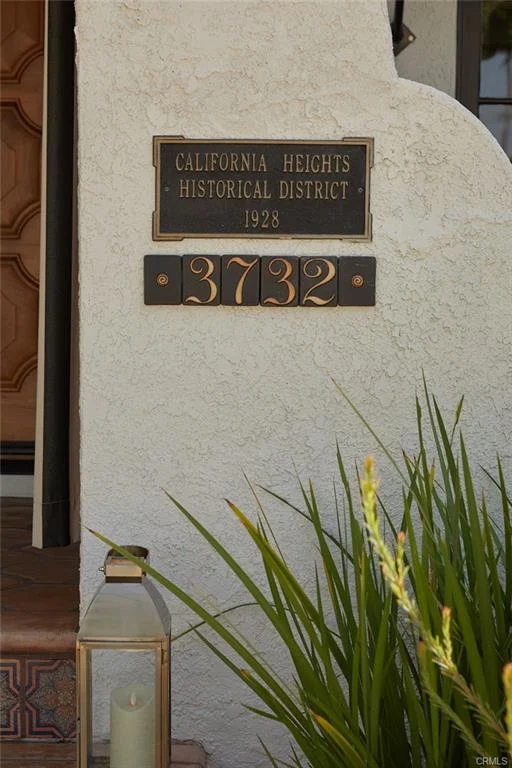 CALIFORNIA HEIGHTS
HISTORICAL DISTRICT
1928
3732
CRMLS